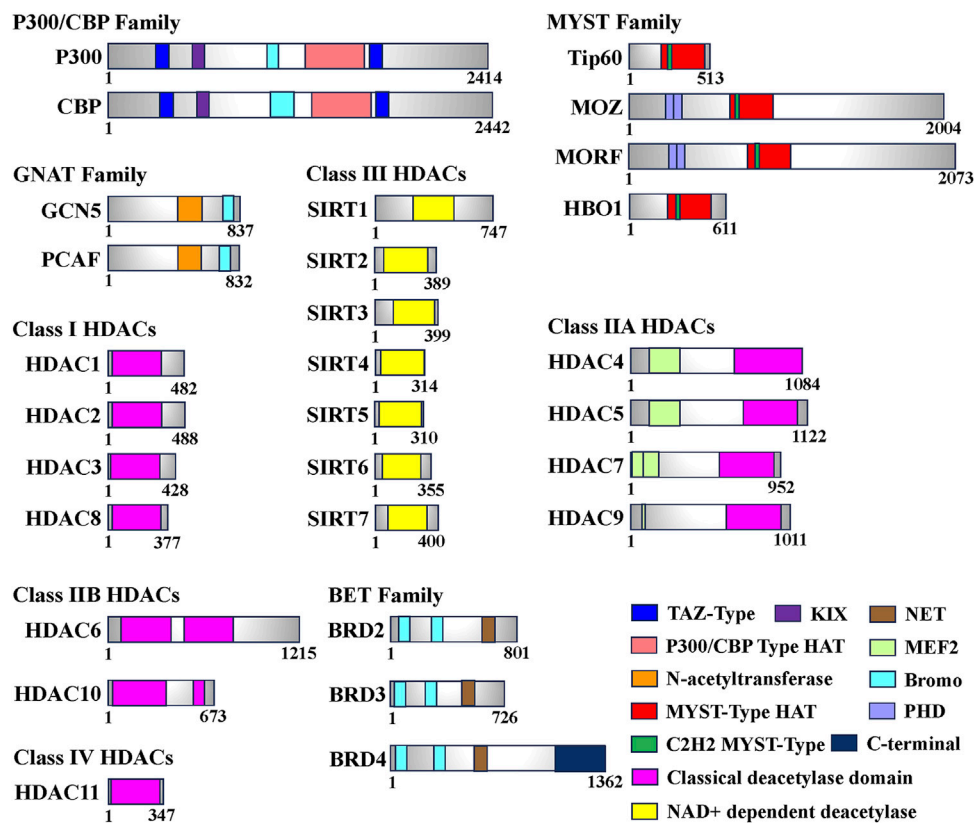 P300/CBP Family
P300
1
2414
CBP
1
2442
MYST Family
Tip60
1
513
MOZ
1
2004
MORF
1
2073
HBO1
1
611
GNAT Family
GCN5
1
837
PCAF
1
832
Class III HDACs
SIRT1
1
747
SIRT2
1
389
SIRT3
1
399
SIRT4
1
314
SIRT5
1
310
SIRT6
1
355
SIRT7
1
400
Class I HDACs
HDAC1
1
482
HDAC2
1
488
HDAC3
1
428
HDAC8
1
377
Class IIA HDACs
HDAC4
1
1084
HDAC5
1
1122
HDAC7
1
952
HDAC9
1
1011
Class IIB HDACs
HDAC6
1
1215
HDAC10
1
673
Class IV HDACs
HDAC11
1
347
BET Family
BRD2
1
801
BRD3
1
726
BRD4
1
1362
TAZ-Type
KIX
NET
P300/CBP Type HAT
MEF2
N-acetyltransferase
Bromo
MYST-Type HAT
PHD
C2H2 MYST-Type
C-terminal
Classical deacetylase domain
NAD+ dependent deacetylase